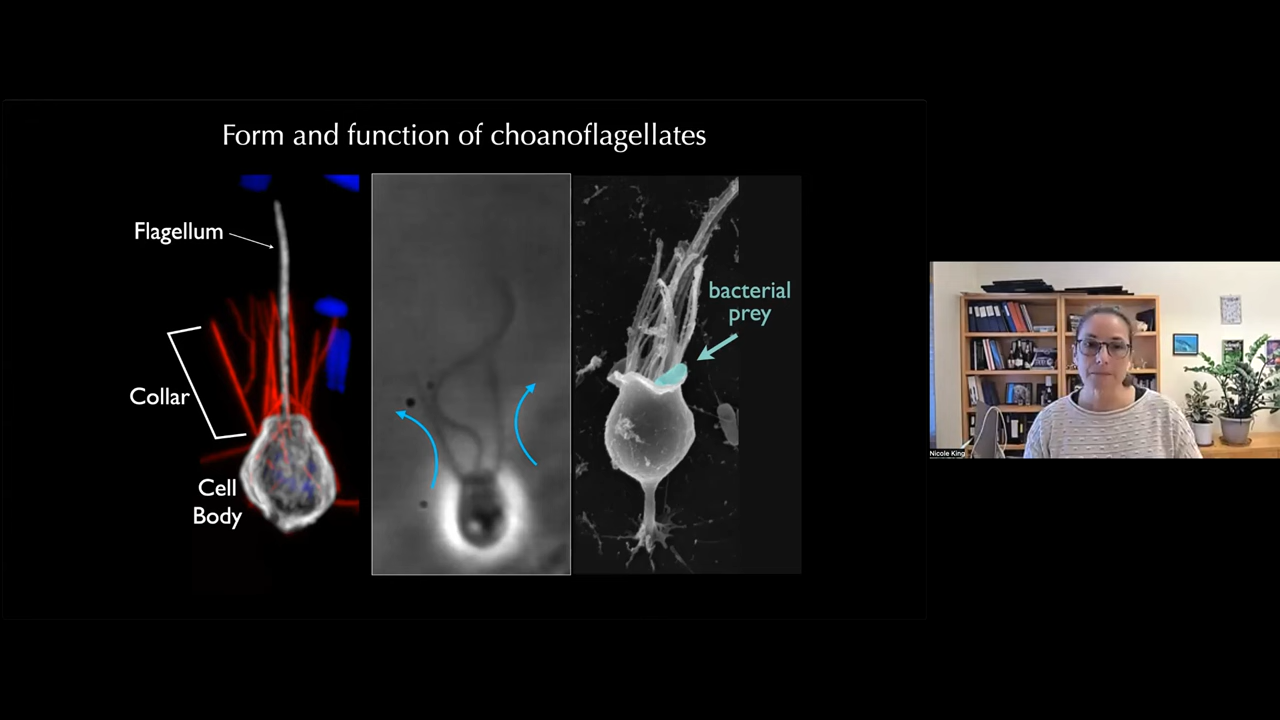 Form and function of choanoflagellates
Flagellum
Collar
Cell
Body
bacterial
prey
Nicole King